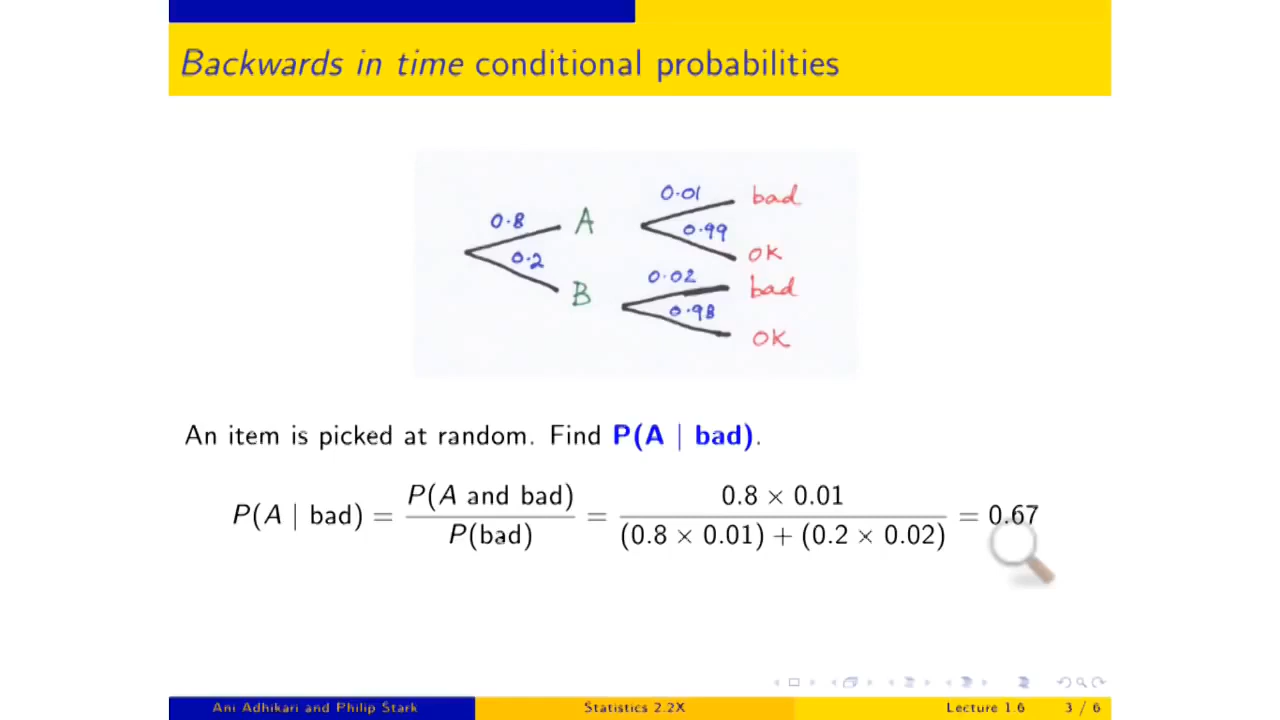 Backwards in time conditional probabilities
0.01 bad
0.8 A
0.99
0.2 OK
0.02 bad
B
0.98
OK
An item is picked at random. Find P(A | bad).
P(A | bad) = P(A and bad) / P(bad) = 0.8 × 0.01 / (0.8 × 0.01) + (0.2 × 0.02) = 0.67
Ani Adhikari and Philip Stark Statistics 2.2X Lecture 1.6 3 / 6